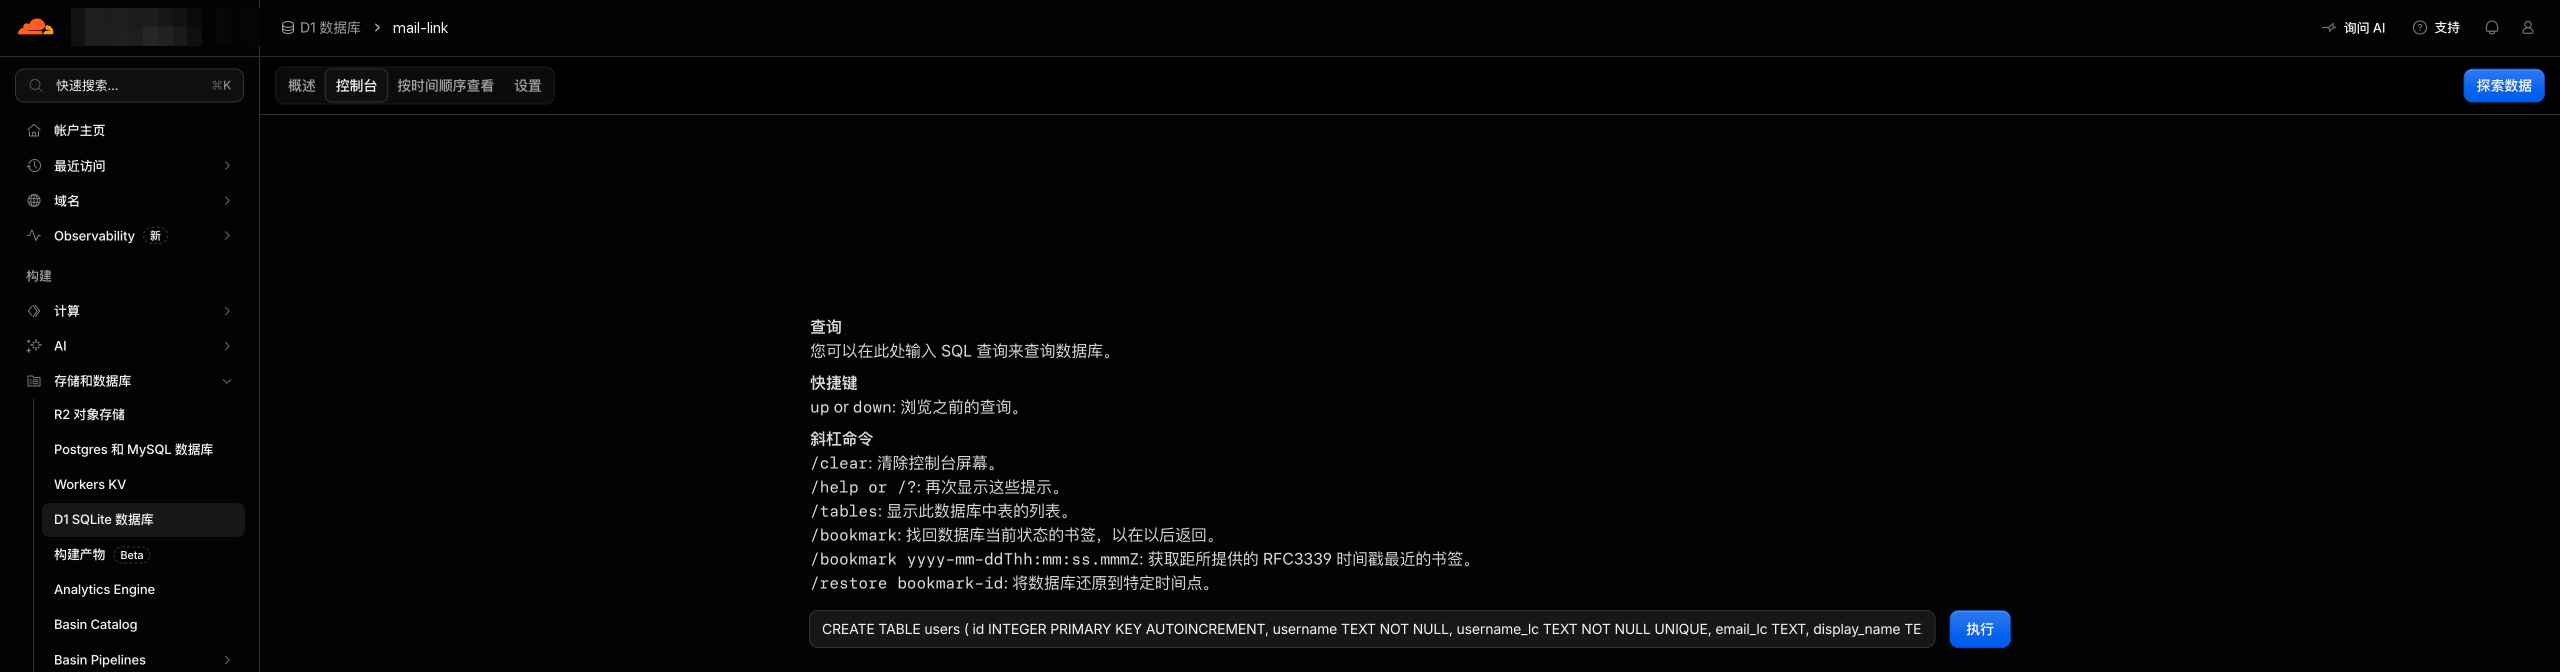 D1 数据库 > mail-link
询问 AI
支持
快速搜索...
⌘K
概述
控制台
按时间顺序查看
设置
探索数据
帐户主页
最近访问
域名
Observability 新
构建
计算
AI
存储和数据库
R2 对象存储
Postgres 和 MySQL 数据库
Workers KV
D1 SQLite 数据库
构建产物 Beta
Analytics Engine
Basin Catalog
Basin Pipelines
查询
您可以在此处输入 SQL 查询来查询数据库。
快捷键
up or down: 浏览之前的查询。
斜杠命令
/clear: 清除控制台屏幕。
/help or /?: 再次显示这些提示。
/tables: 显示此数据库中表的列表。
/bookmark: 找回数据库当前状态的书签，以在以后返回。
/bookmark yyyy-mm-ddThh:mm:ss.mmmZ: 获取距所提供的 RFC3339 时间戳最近的书签。
/restore bookmark-id: 将数据库还原到特定时间点。
CREATE TABLE users ( id INTEGER PRIMARY KEY AUTOINCREMENT, username TEXT NOT NULL, username_lc TEXT NOT NULL UNIQUE, email_lc TEXT, display_name TE
执行